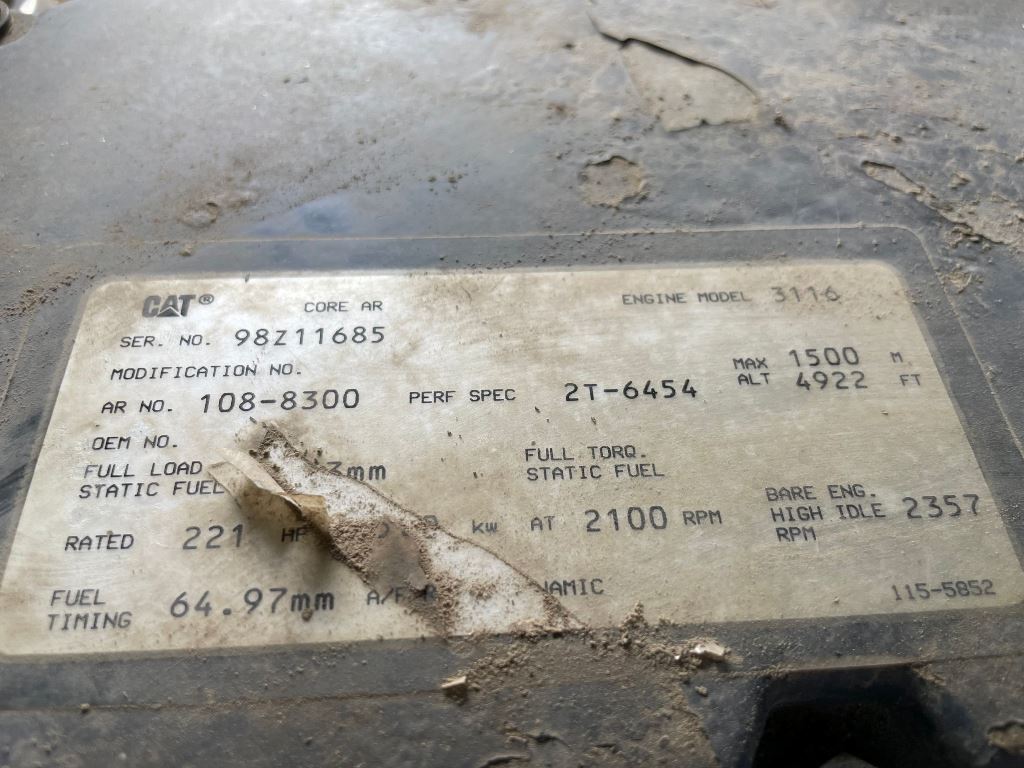 CAT® CORE AR ENGINE MODEL 3116
SER. NO. 98Z11685
MODIFICATION NO.
MAX ALT 1500 M
4922 FT
AR NO. 108-8300 PERF SPEC 2T-6454
OEM NO.
FULL LOAD STATIC FUEL 3mm
FULL TORQ. STATIC FUEL
RATED 221 HP kw AT 2100 RPM
BARE ENG. HIGH IDLE RPM 2357
FUEL TIMING 64.97mm
115-5852